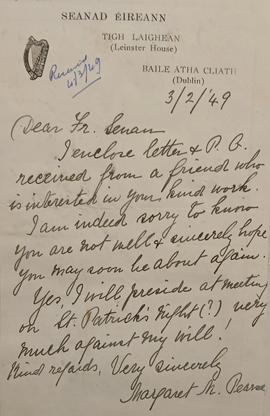 SEANAD ÉIREANN
TIGH LAIGHEAN
(Leinster House)
Received
4/3/49
BAILE ATHA CLIATH
(Dublin)
3/2/'49
Dear Fr. Senan
I enclose letter & P.O.
received from a friend who
is interested in your kind work.
I am indeed sorry to know
you are not well & sincerely hope
you may soon be about again.
Yes, I will preside at meeting
on St. Patrick's night (?) very
much against my will!
Kind regards, Very sincerely
Margaret M. Pearse